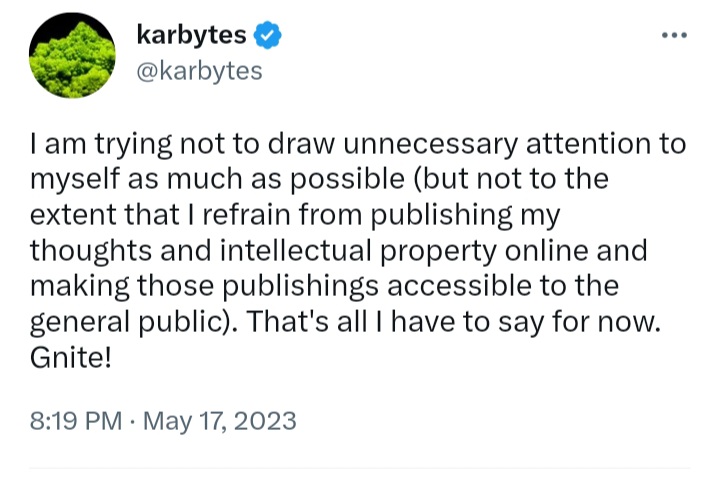 karbytes
@karbytes
I am trying not to draw unnecessary attention to
myself as much as possible (but not to the
extent that I refrain from publishing my
thoughts and intellectual property online and
making those publishings accessible to the
general public). That's all I have to say for now.
Gnite!
8:19 PM · May 17, 2023